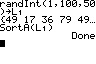 randInt(1,100,50
)→L₁
{49 17 36 79 49…
SortA(L₁)
Done